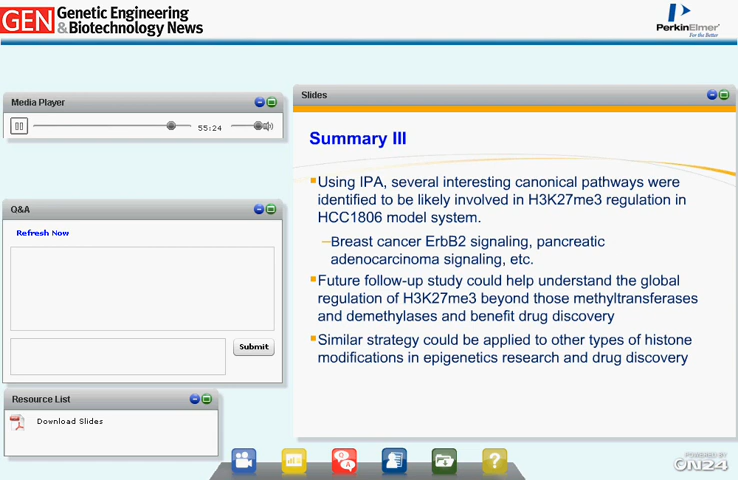 GEN Genetic Engineering
& Biotechnology News
PerkinElmer
For the Better
Media Player
55:24
Q&A
Refresh Now
Submit
Resource List
Download Slides
Slides
Summary III
Using IPA, several interesting canonical pathways were
identified to be likely involved in H3K27me3 regulation in
HCC1806 model system.
–Breast cancer ErbB2 signaling, pancreatic
adenocarcinoma signaling, etc.
Future follow-up study could help understand the global
regulation of H3K27me3 beyond those methyltransferases
and demethylases and benefit drug discovery
Similar strategy could be applied to other types of histone
modifications in epigenetics research and drug discovery
Q
A
?
POWERED BY
ON24